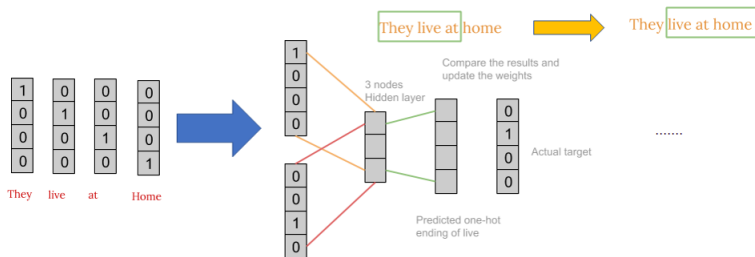 They live at home
They live at home
Compare the results and
update the weights
3 nodes
Hidden layer
1 0 0 0
0 1 0 0
0 0 1 0
0 0 0 1
They live at Home
1
0
0
0
0
0
1
0
0
1
0
0
Actual target
......
Predicted one-hot
ending of live